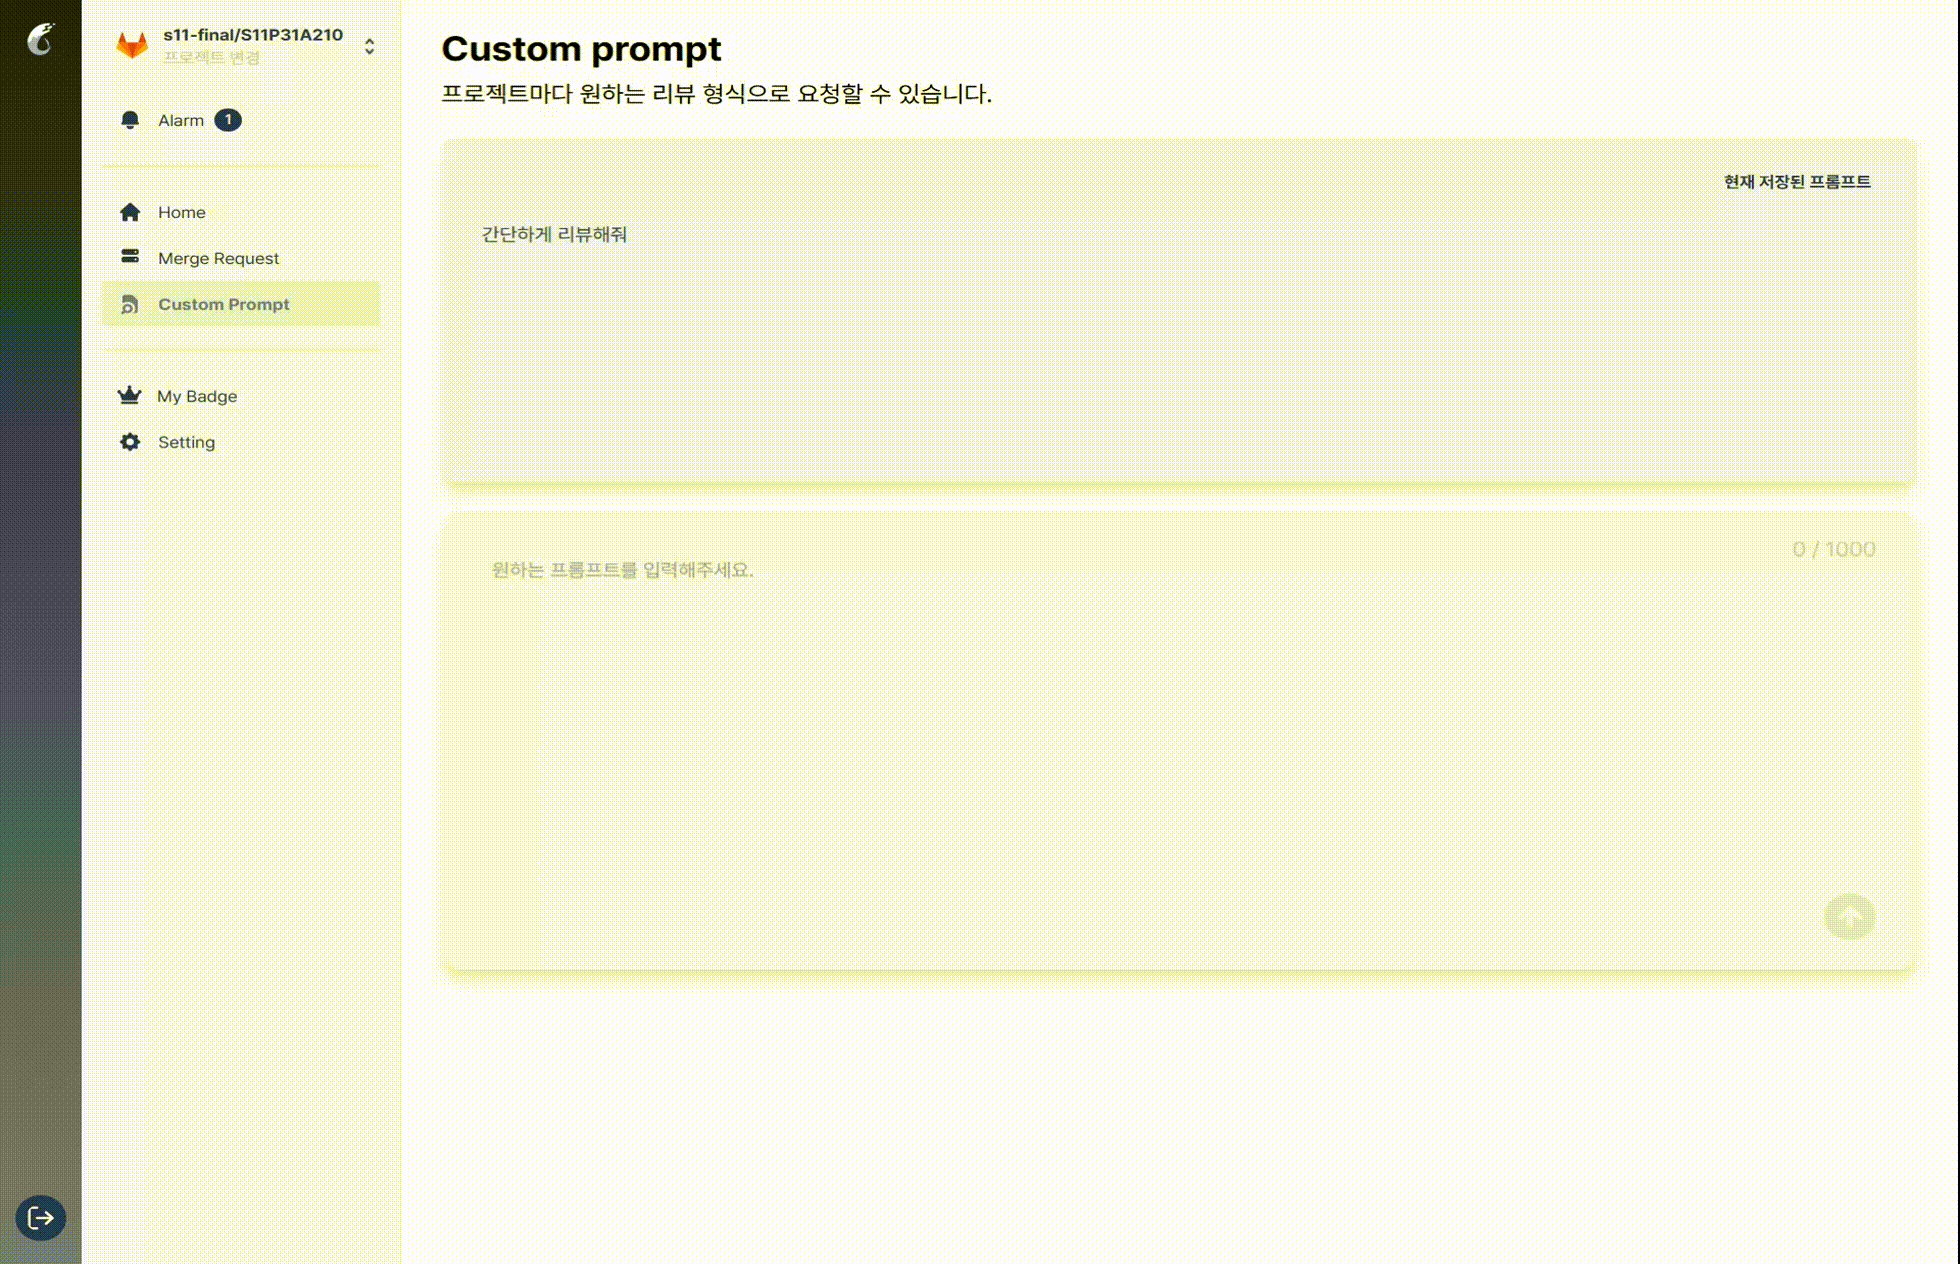 s11-final/S11P31A210
프로젝트 변경
Alarm 1
Home
Merge Request
Custom Prompt
My Badge
Setting
Custom prompt
프로젝트마다 원하는 리뷰 형식으로 요청할 수 있습니다.
현재 저장된 프롬프트
간단하게 리뷰해줘
0 / 1000
원하는 프롬프트를 입력해주세요.